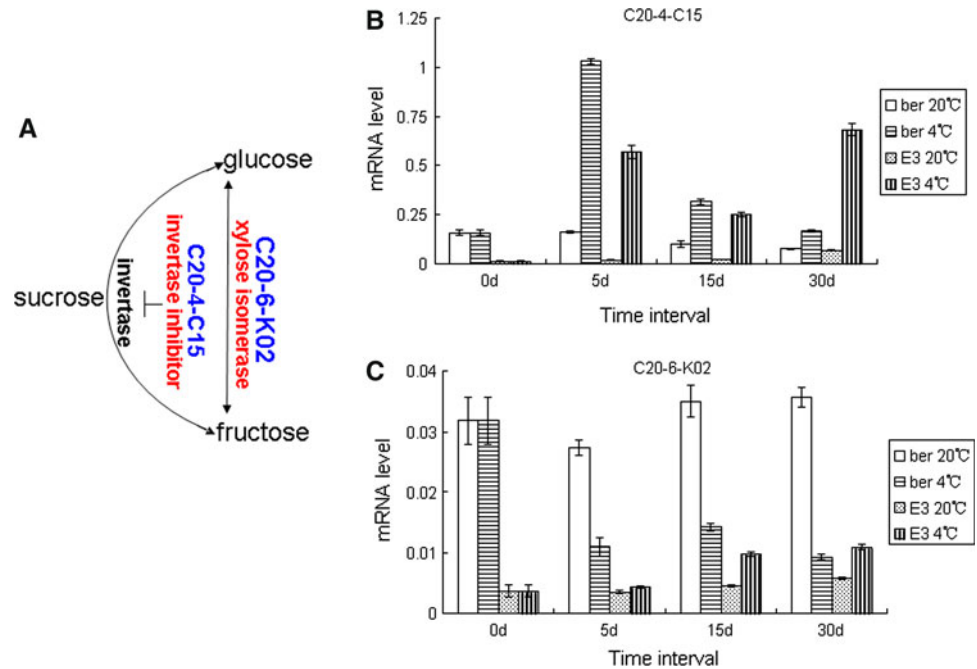 A
glucose
sucrose
invertase
invertase inhibitor
C20-4-C15
xylose isomerase
C20-6-K02
fructose
B
C20-4-C15
mRNA level
1.25
1
0.75
0.5
0.25
0
0d
5d
15d
30d
Time interval
ber 20℃
ber 4℃
E3 20℃
E3 4℃
C
C20-6-K02
mRNA level
0.04
0.03
0.02
0.01
0
0d
5d
15d
30d
Time interval
ber 20℃
ber 4℃
E3 20℃
E3 4℃